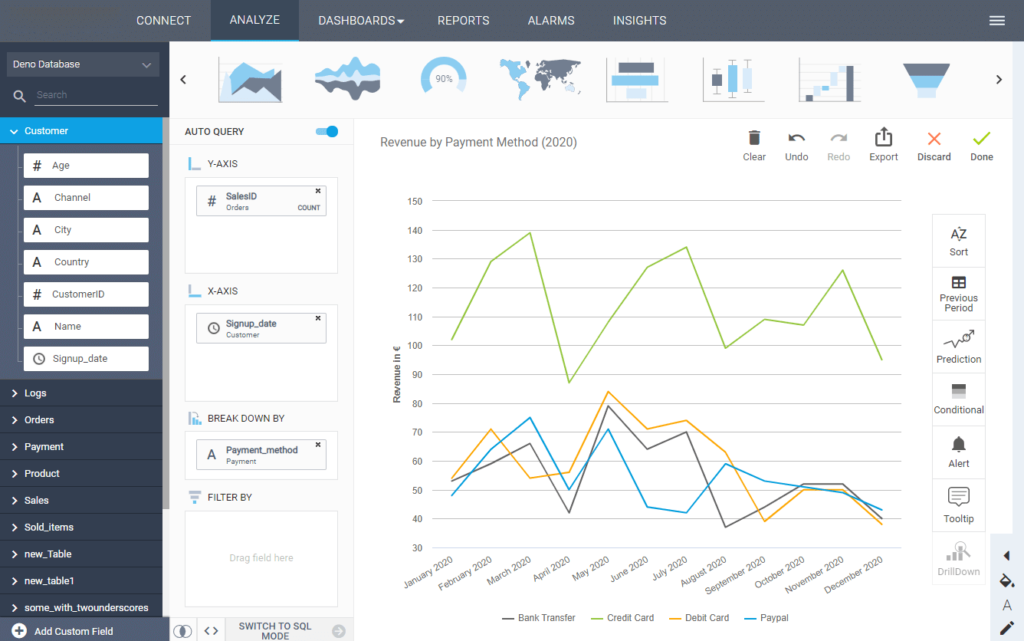 CONNECT ANALYZE DASHBOARDS REPORTS ALARMS INSIGHTS
Deno Database
Search
Customer
# Age
A Channel
A City
A Country
# CustomerID
A Name
Signup_date
Logs
Orders
Payment
Product
Sales
Sold_items
new_Table
new_table1
some_with_twounderscores
Add Custom Field
90%
AUTO QUERY
Y-AXIS
# SalesID
Orders COUNT
X-AXIS
Signup_date
Customer
BREAK DOWN BY
A Payment_method
Payment
FILTER BY
Drag field here
SWITCH TO SQL
MODE
Revenue by Payment Method (2020)
Clear Undo Redo Export Discard Done
Revenue in €
150
140
130
120
110
100
90
80
70
60
50
40
30
January 2020 February 2020 March 2020 April 2020 May 2020 June 2020 July 2020 August 2020 September 2020 October 2020 November 2020 December 2020
Bank Transfer Credit Card Debit Card Paypal
AZ
Sort
Previous
Period
Prediction
Conditional
Alert
Tooltip
DrillDown
A